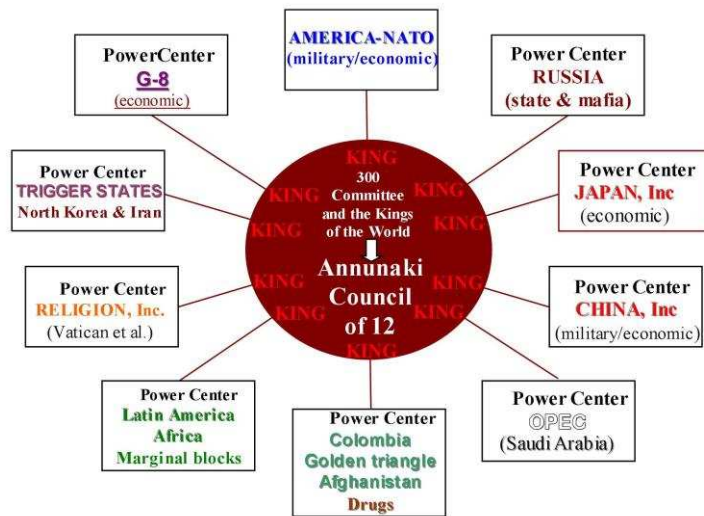 PowerCenter
G-8
(economic)
AMERICA-NATO
(military/economic)
Power Center
RUSSIA
(state & mafia)
Power Center
TRIGGER STATES
North Korea & Iran
Power Center
JAPAN, Inc
(economic)
KING
KING
KING
KING
KING
300
Committee
and the Kings
of the World
Annunaki
Council
of 12
KING
KING
KING
KING
KING
Power Center
RELIGION, Inc.
(Vatican et al.)
Power Center
CHINA, Inc
(military/economic)
Power Center
Latin America
Africa
Marginal blocks
Power Center
Colombia
Golden triangle
Afghanistan
Drugs
Power Center
OPEC
(Saudi Arabia)